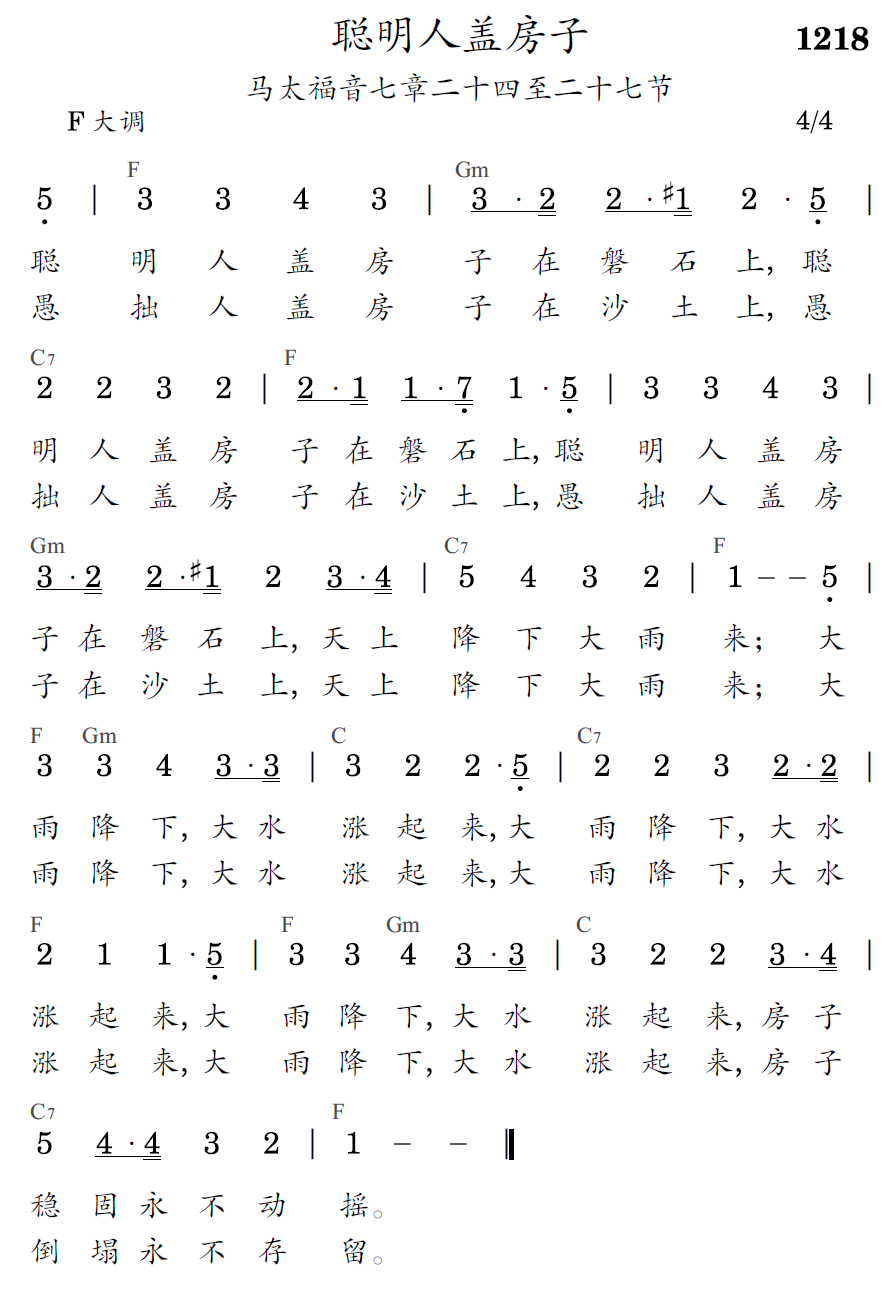 聪明人盖房子 1218
马太福音七章二十四至二十七节
F 大调 4/4
F Gm
5̣ | 3 3 4 3 | 3 · 2 2 · ♯1 2 · 5̣ |
聪 明 人 盖 房 子 在 磐 石 上, 聪
愚 拙 人 盖 房 子 在 沙 土 上, 愚
C7 F
2 2 3 2 | 2 · 1 1 · 7̣ 1 · 5̣ | 3 3 4 3 |
明 人 盖 房 子 在 磐 石 上, 聪 明 人 盖 房
拙 人 盖 房 子 在 沙 土 上, 愚 拙 人 盖 房
Gm C7 F
3 · 2 2 · ♯1 2 3 · 4 | 5 4 3 2 | 1 – – 5̣ |
子 在 磐 石 上, 天 上 降 下 大 雨 来; 大
子 在 沙 土 上, 天 上 降 下 大 雨 来; 大
F Gm C C7
3 3 4 3 · 3 | 3 2 2 · 5̣ | 2 2 3 2 · 2 |
雨 降 下, 大 水 涨 起 来, 大 雨 降 下, 大 水
雨 降 下, 大 水 涨 起 来, 大 雨 降 下, 大 水
F F Gm C
2 1 1 · 5̣ | 3 3 4 3 · 3 | 3 2 2 3 · 4 |
涨 起 来, 大 雨 降 下, 大 水 涨 起 来, 房 子
涨 起 来, 大 雨 降 下, 大 水 涨 起 来, 房 子
C7 F
5 4 · 4 3 2 | 1 – – ‖
稳 固 永 不 动 摇。
倒 塌 永 不 存 留。